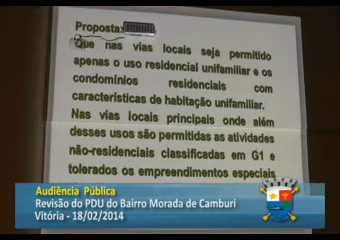 Proposta:
Que nas vias locais seja permitido
apenas o uso residencial unifamiliar e os
condomínios residenciais com
características de habitação unifamiliar.
Nas vias locais principais onde além
desses usos são permitidas as atividades
não-residenciais classificadas em G1 e
tolerados os empreendimentos especiais
Audiência Pública
Revisão do PDU do Bairro Morada de Camburi
Vitória - 18/02/2014